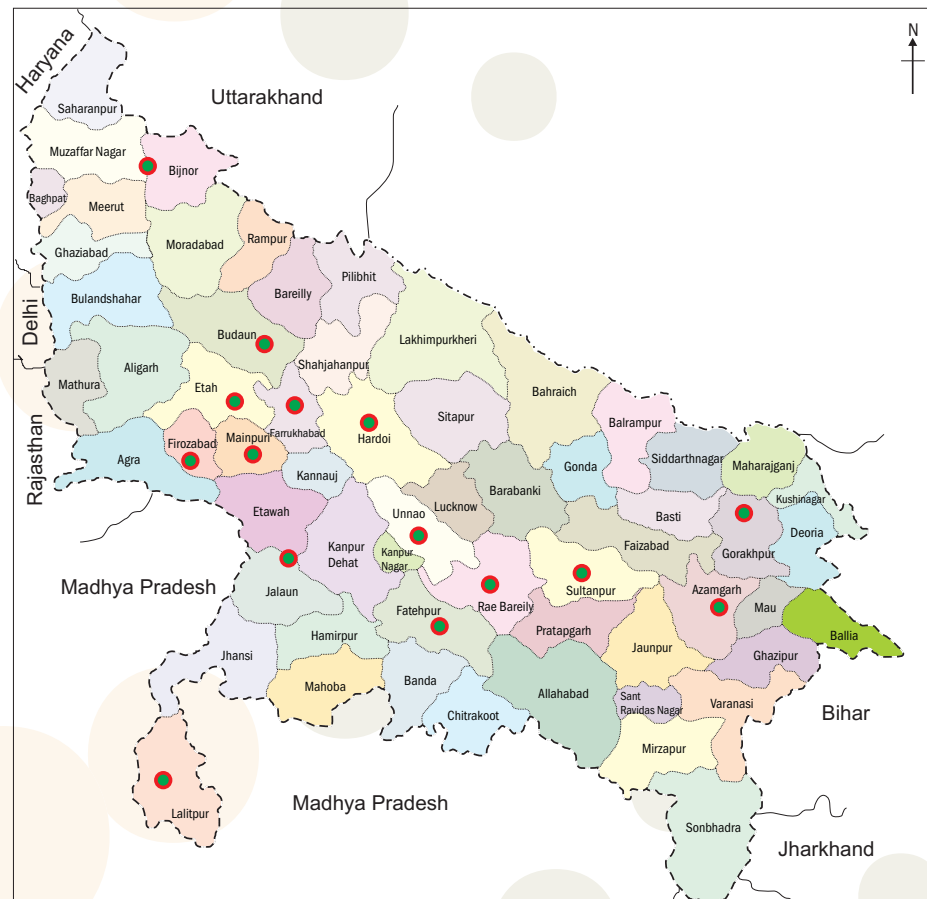 N
Haryana
Uttarakhand
Saharanpur
Muzaffar Nagar
Bijnor
Baghpat
Meerut
Ghaziabad
Moradabad
Rampur
Pilibhit
Bulandshahar
Bareilly
Delhi
Budaun
Lakhimpurkheri
Shahjahanpur
Aligarh
Mathura
Etah
Bahraich
Sitapur
Balrampur
Rajasthan
Firozabad
Mainpuri
Farrukhabad
Hardoi
Agra
Siddarthnagar
Maharajganj
Gonda
Kannauj
Barabanki
Kushinagar
Etawah
Unnao
Lucknow
Basti
Deoria
Kanpur
Dehat
Kanpur
Nagar
Faizabad
Gorakhpur
Madhya Pradesh
Jalaun
Rae Bareily
Sultanpur
Azamgarh
Mau
Fatehpur
Pratapgarh
Ballia
Hamirpur
Jhansi
Jaunpur
Ghazipur
Mahoba
Banda
Allahabad
Sant
Ravidas Nagar
Varanasi
Bihar
Chitrakoot
Mirzapur
Madhya Pradesh
Lalitpur
Sonbhadra
Jharkhand